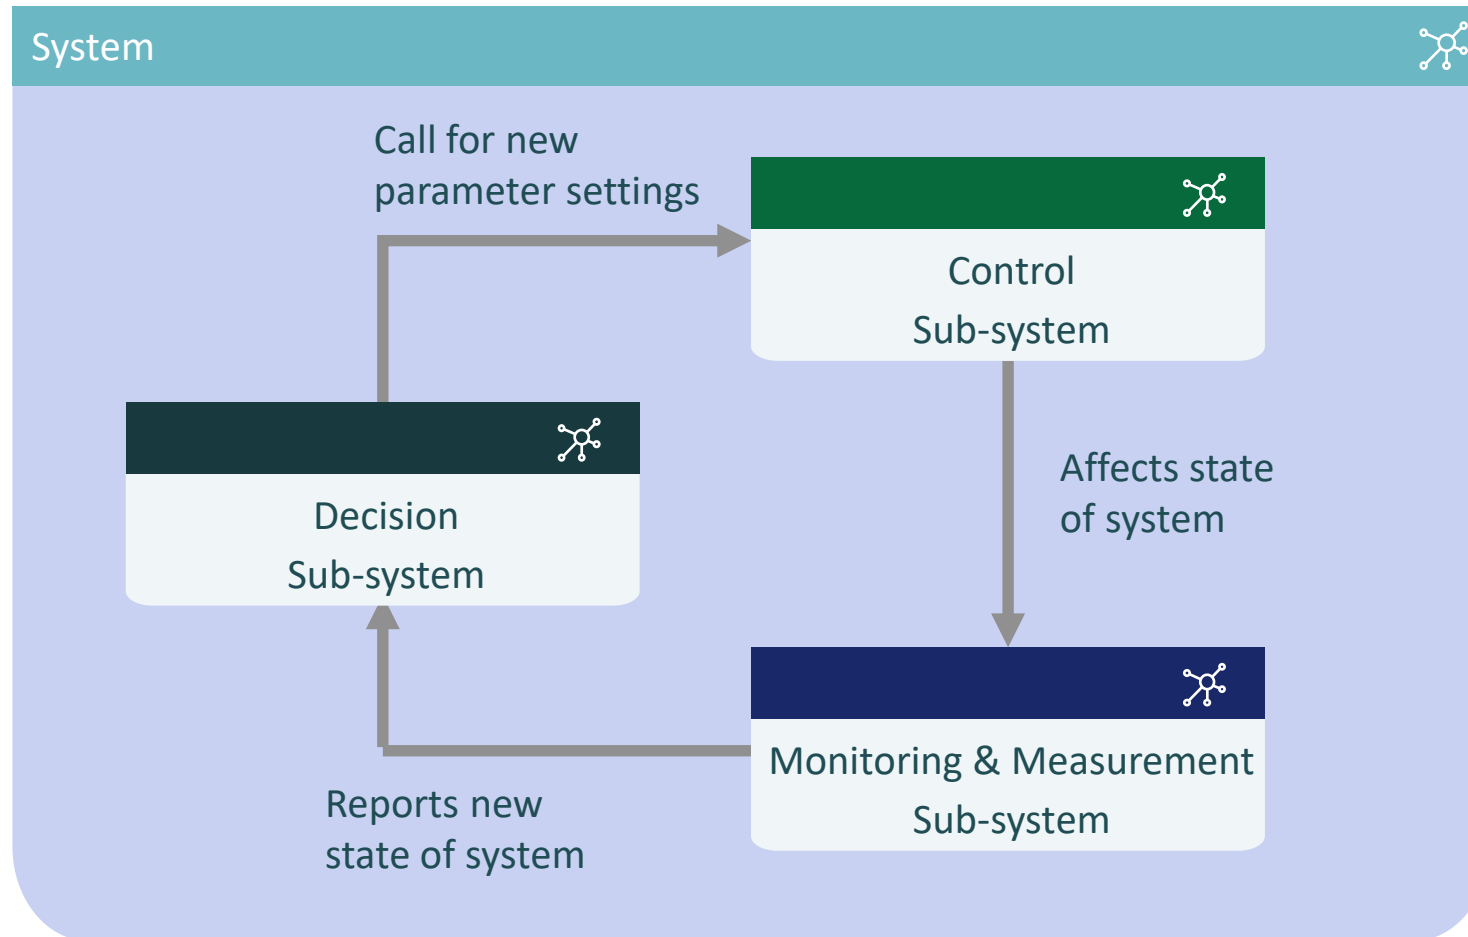 System
Call for new
parameter settings
Control
Sub-system
Decision
Sub-system
Affects state
of system
Monitoring & Measurement
Sub-system
Reports new
state of system